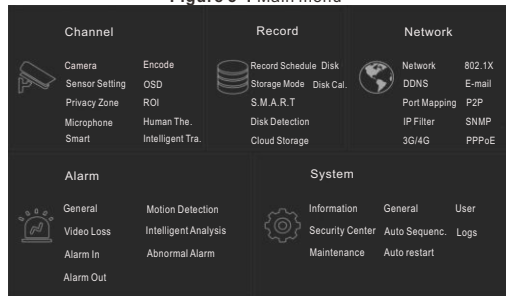 Figure 5-1 Main menu
Channel
Camera Encode
Sensor Setting OSD
Privacy Zone ROI
Microphone Human The.
Smart Intelligent Tra.
Record
Record Schedule Disk
Storage Mode Disk Cal.
S.M.A.R.T
Disk Detection
Cloud Storage
Network
Network 802.1X
DDNS E-mail
Port Mapping P2P
IP Filter SNMP
3G/4G PPPoE
Alarm
General Motion Detection
Video Loss Intelligent Analysis
Alarm In Abnormal Alarm
Alarm Out
System
Information General User
Security Center Auto Sequenc. Logs
Maintenance Auto restart